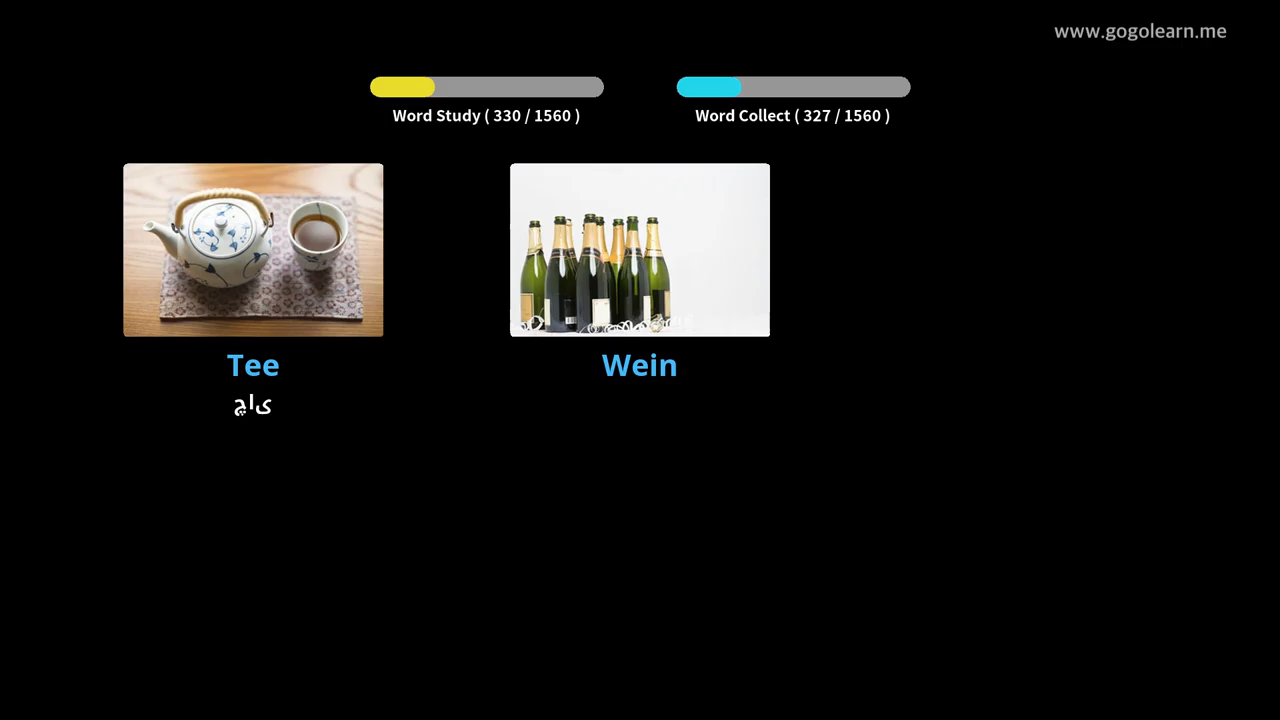 www.gogolearn.me
Word Study ( 330 / 1560 )
Word Collect ( 327 / 1560 )
Tee
Wein
چای